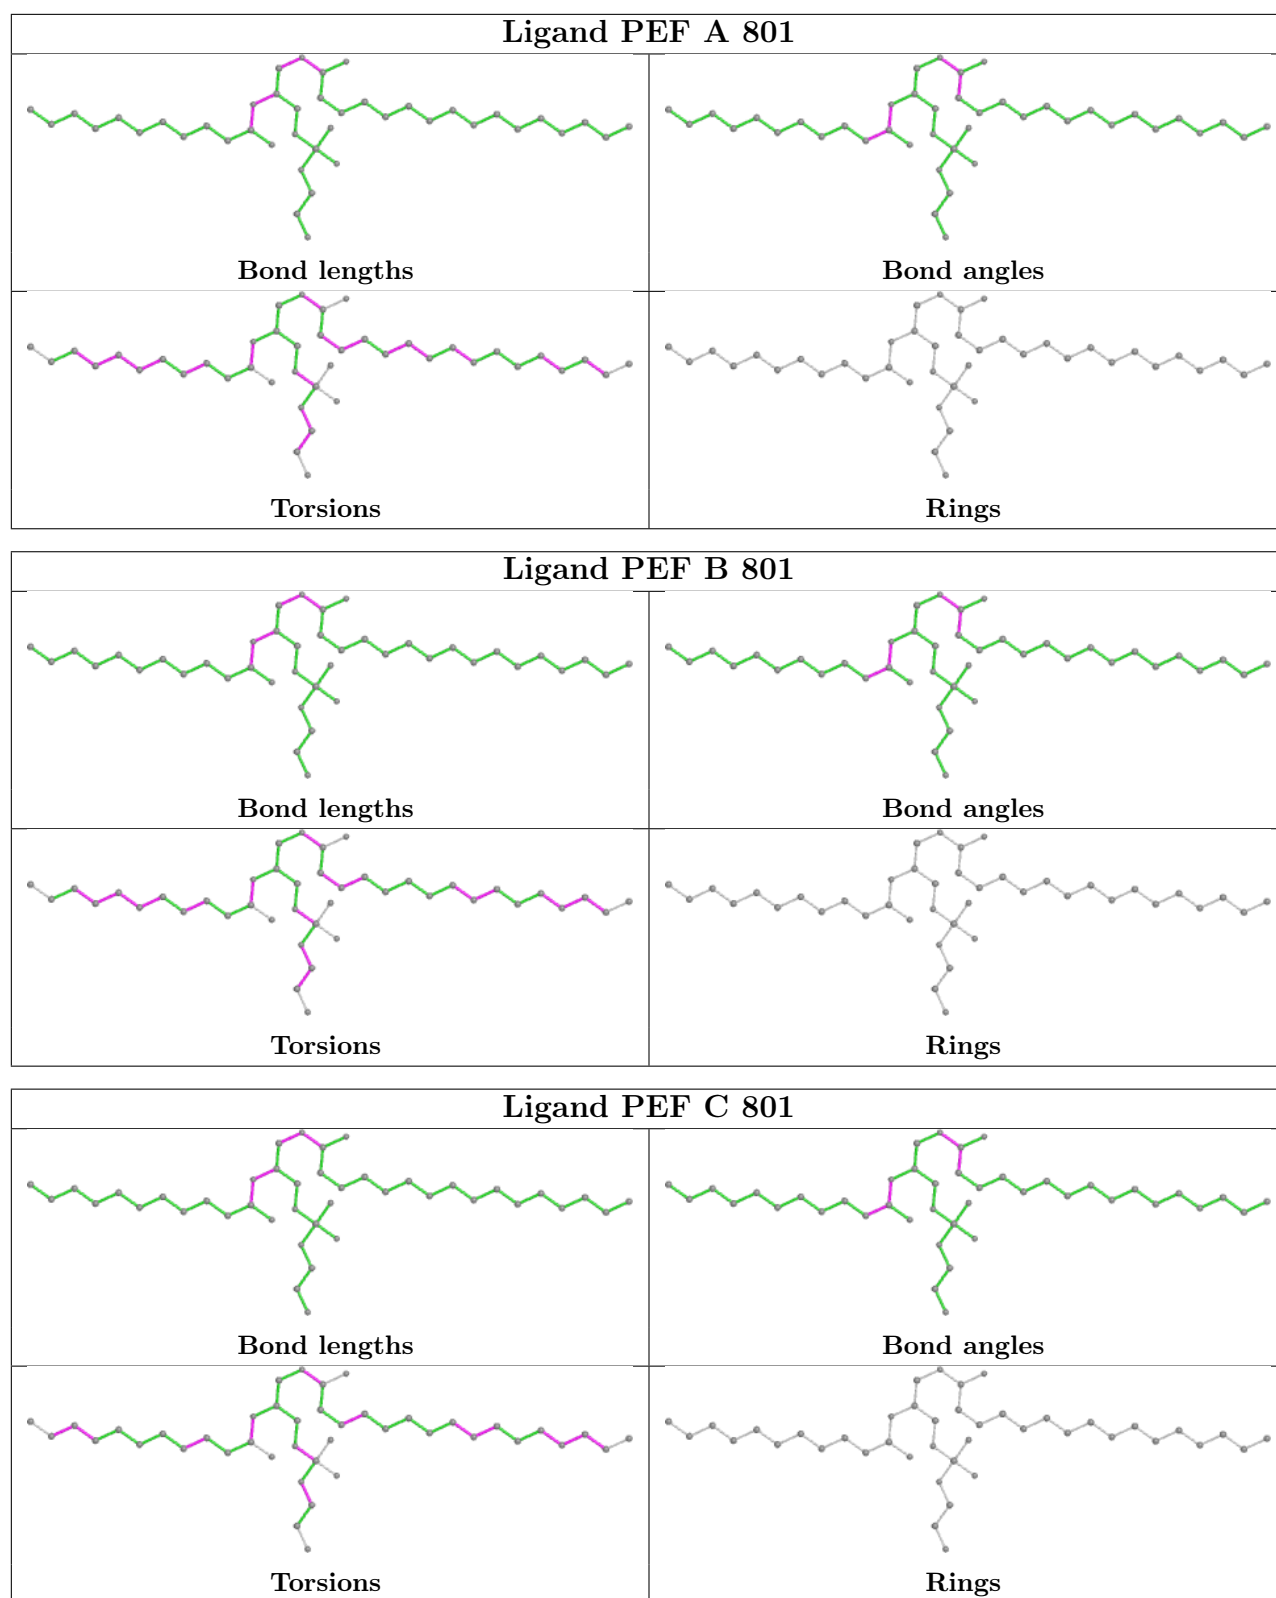 Ligand PEF A 801
Bond lengths
Bond angles
Torsions
Rings
Ligand PEF B 801
Bond lengths
Bond angles
Torsions
Rings
Ligand PEF C 801
Bond lengths
Bond angles
Torsions
Rings